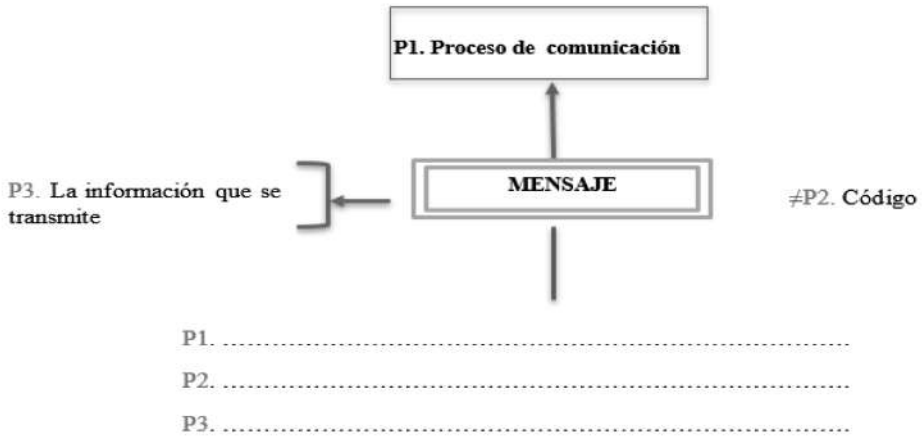 P1. Proceso de comunicación
MENSAJE
P3. La información que se
transmite
≠P2. Código
P1. ..........................................................................................
P2. ..........................................................................................
P3. ..........................................................................................